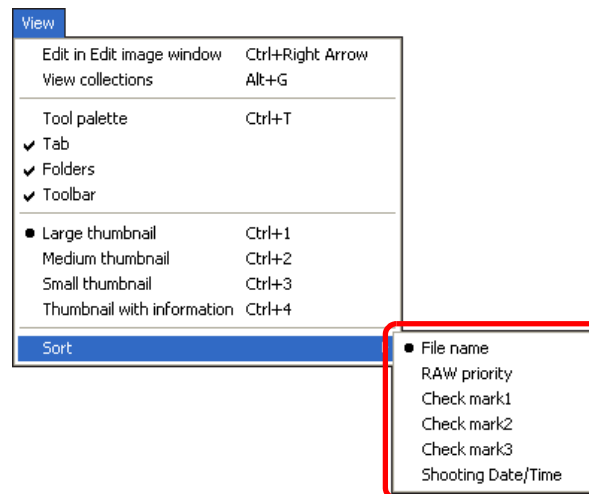 View
Edit in Edit image window Ctrl+Right Arrow
View collections Alt+G
Tool palette Ctrl+T
Tab
Folders
Toolbar
Large thumbnail Ctrl+1
Medium thumbnail Ctrl+2
Small thumbnail Ctrl+3
Thumbnail with information Ctrl+4
Sort
File name
RAW priority
Check mark1
Check mark2
Check mark3
Shooting Date/Time